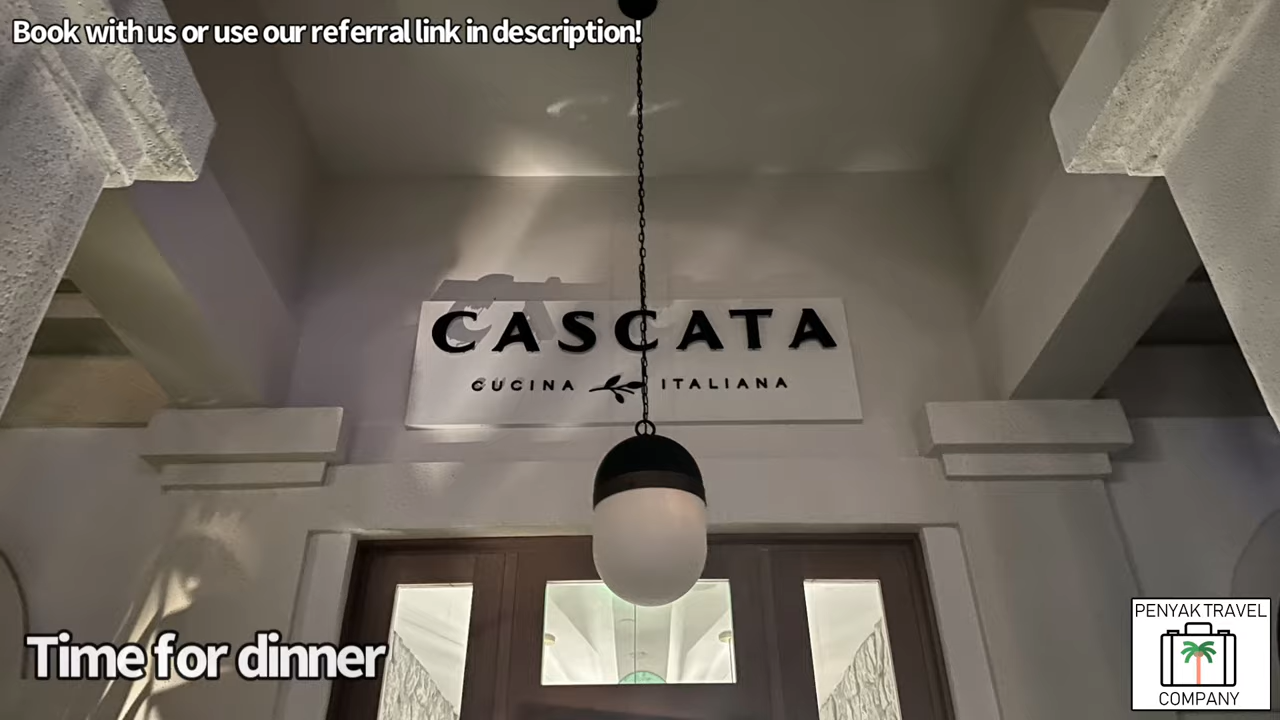 Book with us or use our referral link in description!
CASCATA
CUCINA ITALIANA
Time for dinner
PENYAK TRAVEL
COMPANY